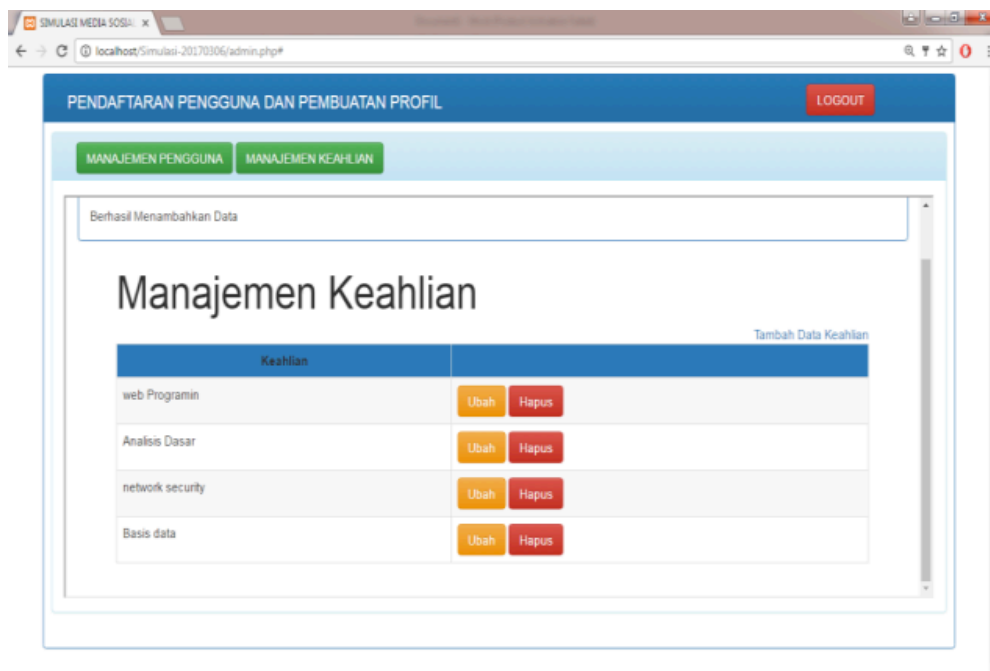 SIMULASI MEDIA SOSIAL
localhost/Simulasi-20170306/admin.php#
PENDAFTARAN PENGGUNA DAN PEMBUATAN PROFIL
LOGOUT
MANAJEMEN PENGGUNA
MANAJEMEN KEAHLIAN
Berhasil Menambahkan Data
Manajemen Keahlian
Tambah Data Keahlian
Keahlian
web Programin
Ubah Hapus
Analisis Dasar
Ubah Hapus
network security
Ubah Hapus
Basis data
Ubah Hapus